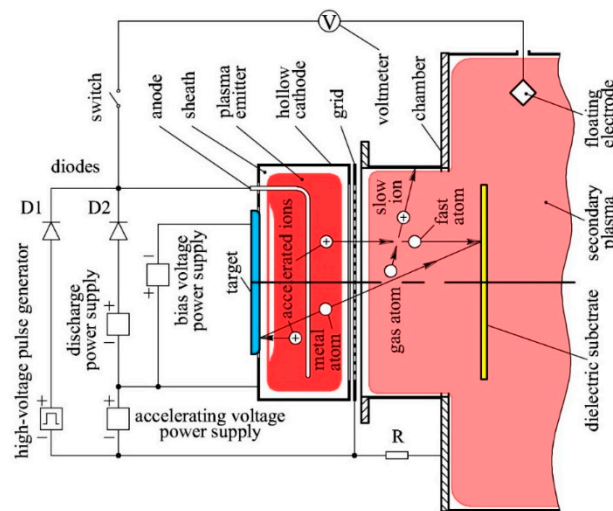 switch
anode
sheath
plasma
emitter
hollow
cathode
grid
voltmeter
chamber
floating
electrode
V
diodes
D1
D2
high-voltage pulse generator
discharge
power supply
bias voltage
power supply
target
accelerated ions
metal
atom
gas atom
slow
ion
fast
atom
secondary
plasma
dielectric substrate
accelerating voltage
power supply
R
+
−
+
−
+
−
+
−
+
+
+